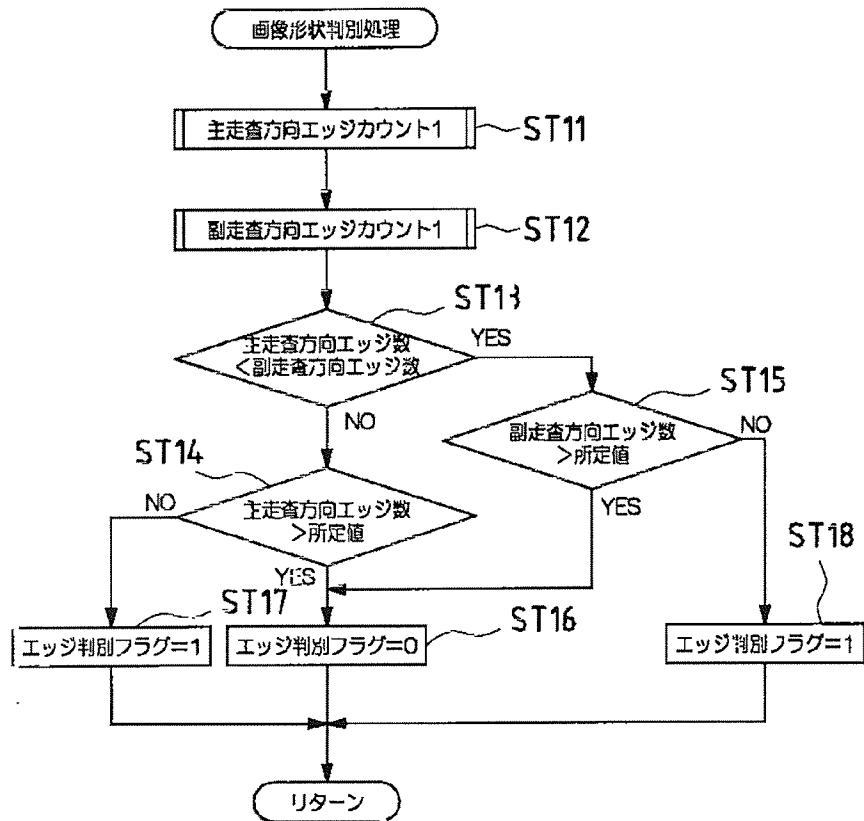 画像形状判別処理
主走査方向エッジカウント1
ST11
副走査方向エッジカウント1
ST12
ST13
主走査方向エッジ数
<副走査方向エッジ数
YES
NO
ST15
副走査方向エッジ数
>所定値
NO
YES
ST14
主走査方向エッジ数
>所定値
NO
YES
ST17
エッジ判別フラグ=1
ST16
エッジ判別フラグ=0
ST18
エッジ判別フラグ=1
リターン